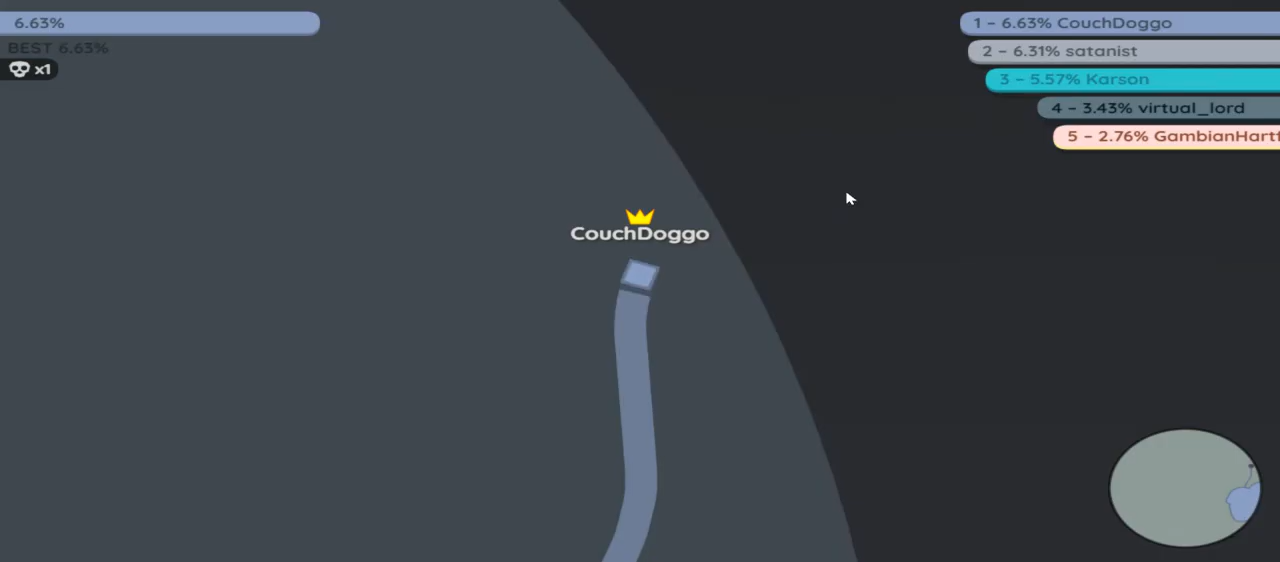 6.63%
BEST 6.63%
x1
1 - 6.63% CouchDoggo
2 - 6.31% satanist
3 - 5.57% Karson
4 - 3.43% virtual_lord
5 - 2.76% GambianHart
CouchDoggo